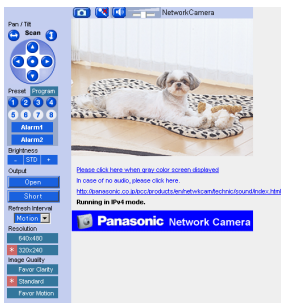 NetworkCamera
Pan / Tilt
Scan
Preset Program
1 2 3 4
5 6 7 8
Alarm1
Alarm2
Brightness
- STD +
Output
Open
Short
Refresh Interval
Motion
Resolution
640x480
* 320x240
Image Quality
Favor Clarity
* Standard
Favor Motion
Please click here when gray color screen displayed
In case of no audio, please click here.
http://panasonic.co.jp/pcc/products/en/netwkcam/technic/sound/index.html
Running in IPv4 mode.
Panasonic Network Camera